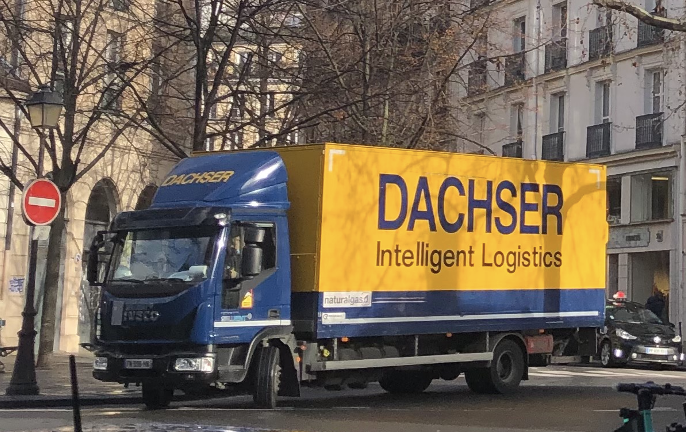 DACHSER
DACHSER
Intelligent Logistics
naturalgas.d
IVECO